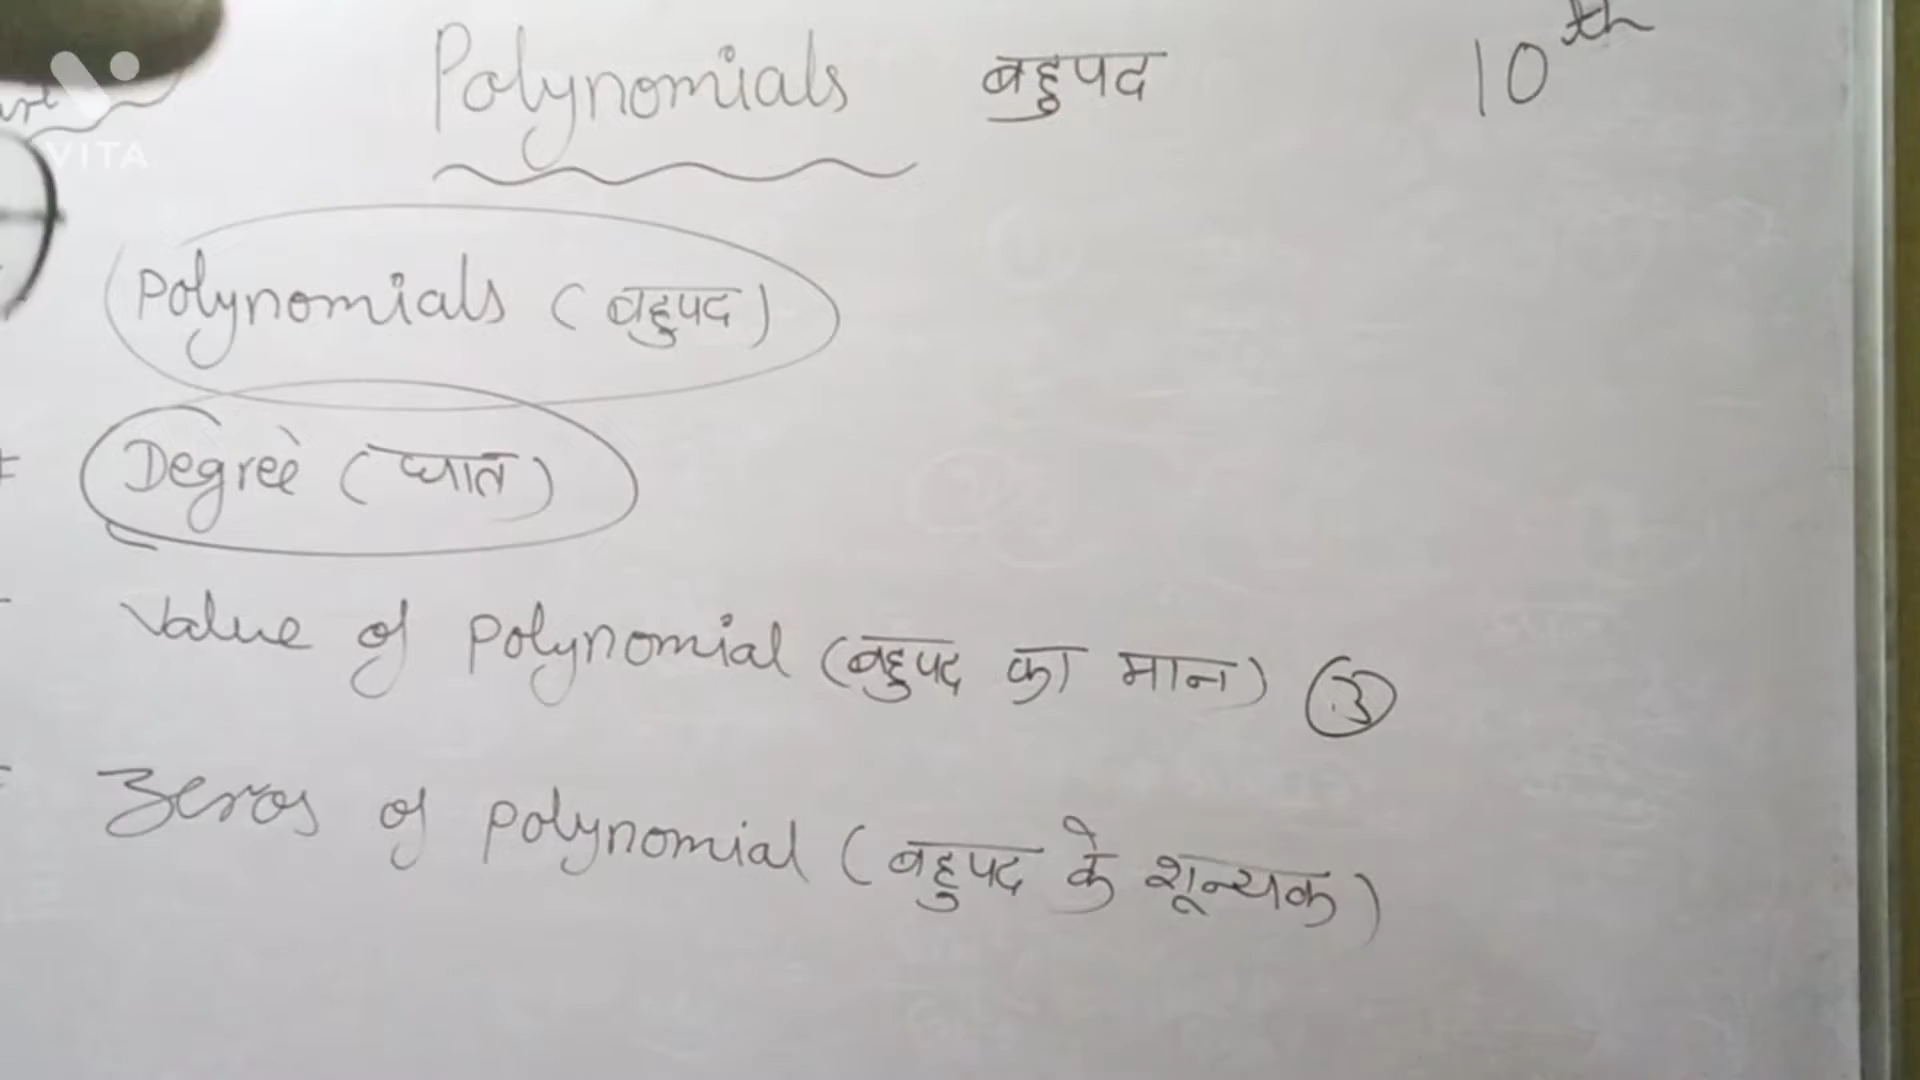 Polynomials बहुपद 10th
VITA
Polynomials (बहुपद)
Degree (घात)
Value of polynomial (बहुपद का मान) 3
Zeros of polynomial (बहुपद के शून्यक)